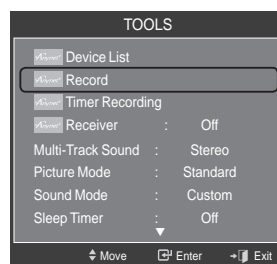 TOOLS
Device List
Record
Timer Recording
Receiver : Off
Multi-Track Sound : Stereo
Picture Mode : Standard
Sound Mode : Custom
Sleep Timer : Off
Move Enter Exit